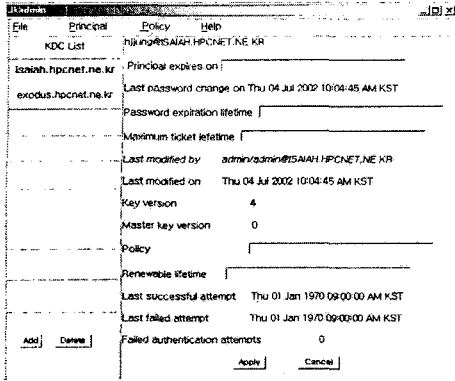 admin
File Principal Policy Help
KDC List
hjjung@ISAIAH.HPCNET.NE.KR
isaiah.hpcnet.ne.kr
exodus.hpcnet.ne.kr
Principal expires on
Last password change on Thu 04 Jul 2002 10:04:45 AM KST
Password expiration lifetime
Maximum ticket lifetime
Last modified by admin/admin@ISAIAH.HPCNET.NE.KR
Last modified on Thu 04 Jul 2002 10:04:45 AM KST
Key version 4
Master key version 0
Policy
Renewable lifetime
Last successful attempt Thu 01 Jan 1970 09:00:00 AM KST
Last failed attempt Thu 01 Jan 1970 09:00:00 AM KST
Failed authentication attempts 0
Add Delete
Apply Cancel